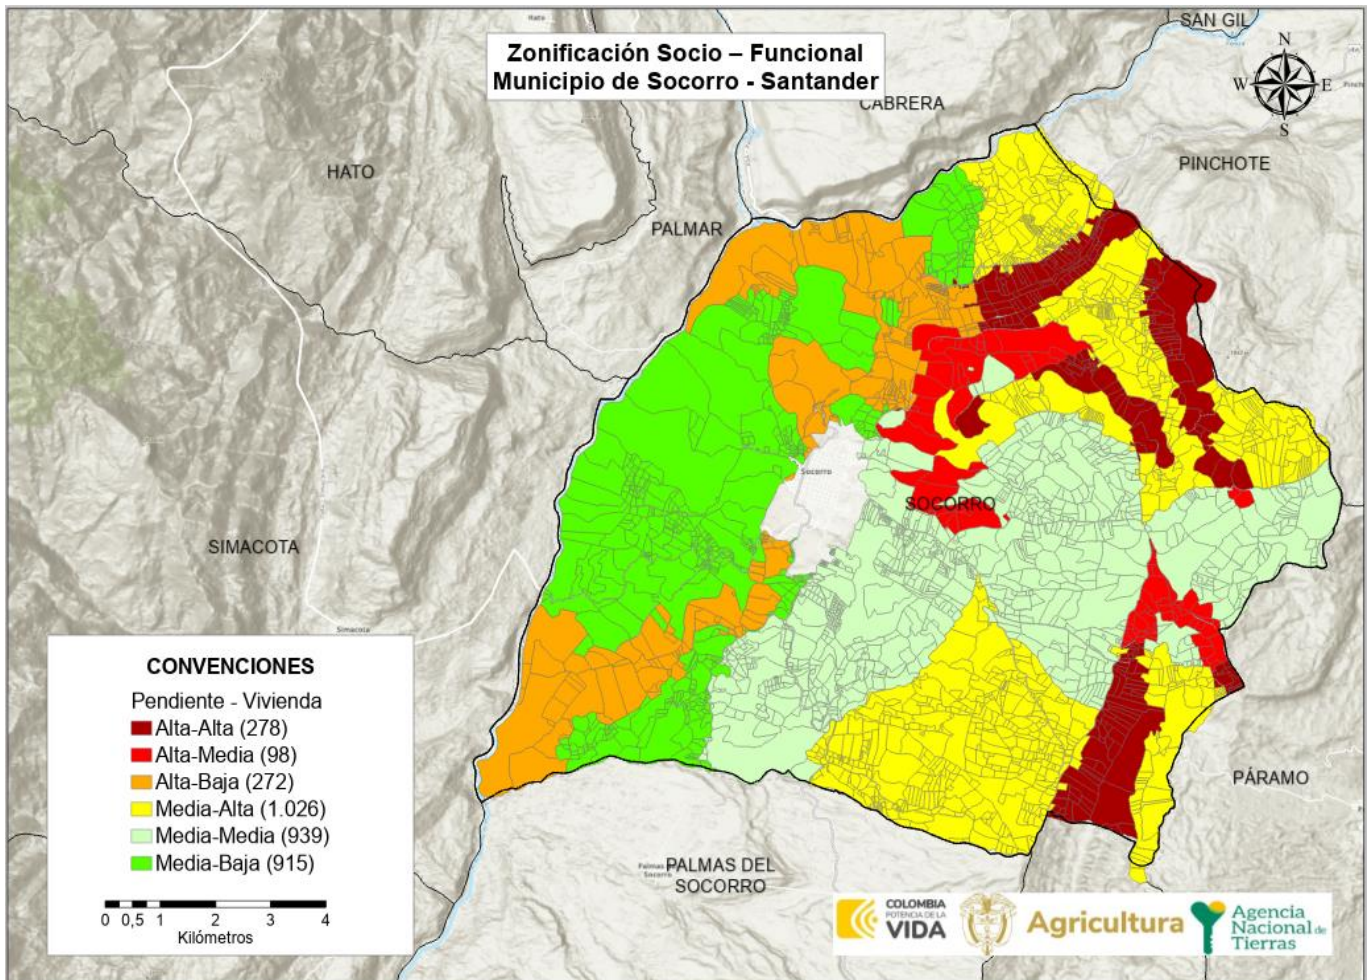 Zonificación Socio – Funcional
Municipio de Socorro - Santander
SAN GIL
N
W
E
S
CABRERA
PINCHOTE
Hato
HATO
PALMAR
Socorro
SOCORRO
SIMACOTA
Simacota
PÁRAMO
PALMAS DEL
SOCORRO
CONVENCIONES
Pendiente - Vivienda
Alta-Alta (278)
Alta-Media (98)
Alta-Baja (272)
Media-Alta (1.026)
Media-Media (939)
Media-Baja (915)
0 0,5 1 2 3 4
Kilómetros
COLOMBIA
POTENCIA DE LA
VIDA
Agricultura
Agencia
Nacional de
Tierras